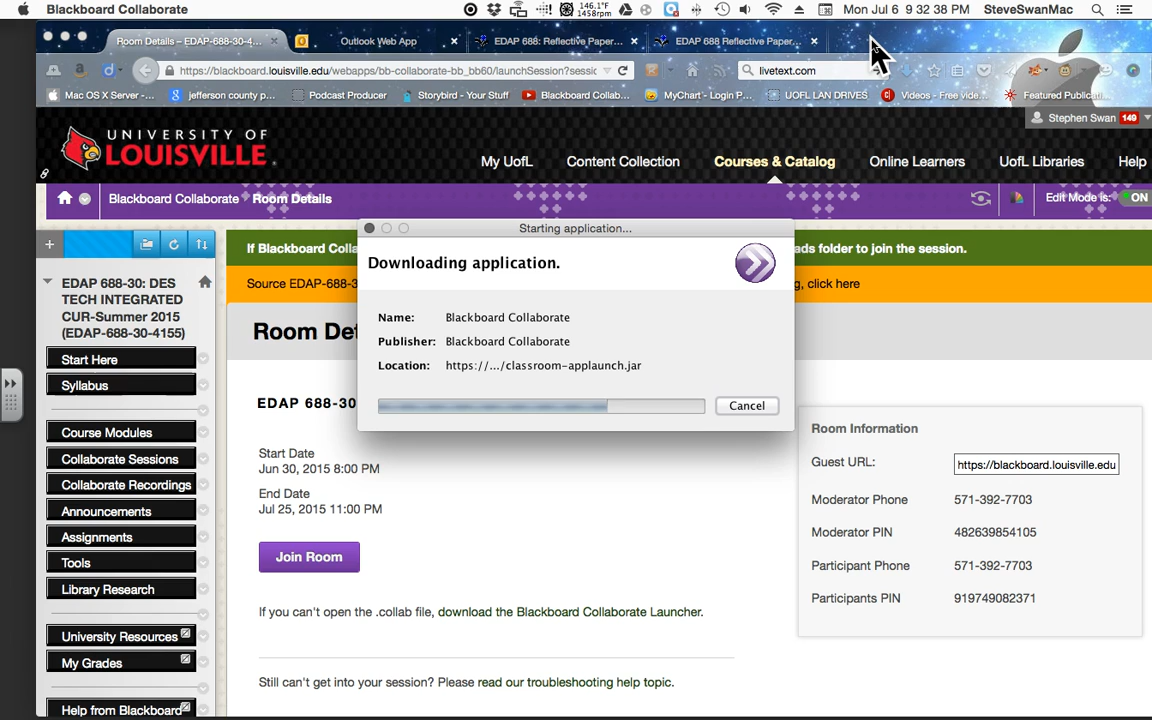 Blackboard Collaborate
146.1°F
1458rpm
Mon Jul 6 9 32 38 PM
SteveSwanMac
Room Details – EDAP-688-30-4...
Outlook Web App
EDAP 688: Reflective Paper...
EDAP 688 Reflective Paper...
https://blackboard.louisville.edu/webapps/bb-collaborate-bb_bb60/launchSession?sessic
livetext.com
Mac OS X Server -...
jefferson county p...
Podcast Producer
Storybird - Your Stuff
Blackboard Collab...
MyChart - Login P...
UOFL LAN DRIVES
Videos - Free vide...
Featured Publicati...
Stephen Swan 149
UNIVERSITY OF
LOUISVILLE.
My UofL
Content Collection
Courses & Catalog
Online Learners
UofL Libraries
Help
Blackboard Collaborate
Room Details
Edit Mode is:
ON
Starting application...
Downloading application.
Name: Blackboard Collaborate
Publisher: Blackboard Collaborate
Location: https://.../classroom-applaunch.jar
Cancel
If Blackboard Colla
ads folder to join the session.
Source EDAP-688-3
g, click here
Room Det
EDAP 688-30: DES
TECH INTEGRATED
CUR-Summer 2015
(EDAP-688-30-4155)
Start Here
Syllabus
Course Modules
Collaborate Sessions
Collaborate Recordings
Announcements
Assignments
Tools
Library Research
University Resources
My Grades
Help from Blackboard
EDAP 688-30
Start Date
Jun 30, 2015 8:00 PM
End Date
Jul 25, 2015 11:00 PM
Join Room
If you can't open the .collab file, download the Blackboard Collaborate Launcher.
Still can't get into your session? Please read our troubleshooting help topic.
Room Information
Guest URL: https://blackboard.louisville.edu
Moderator Phone 571-392-7703
Moderator PIN 482639854105
Participant Phone 571-392-7703
Participants PIN 919749082371